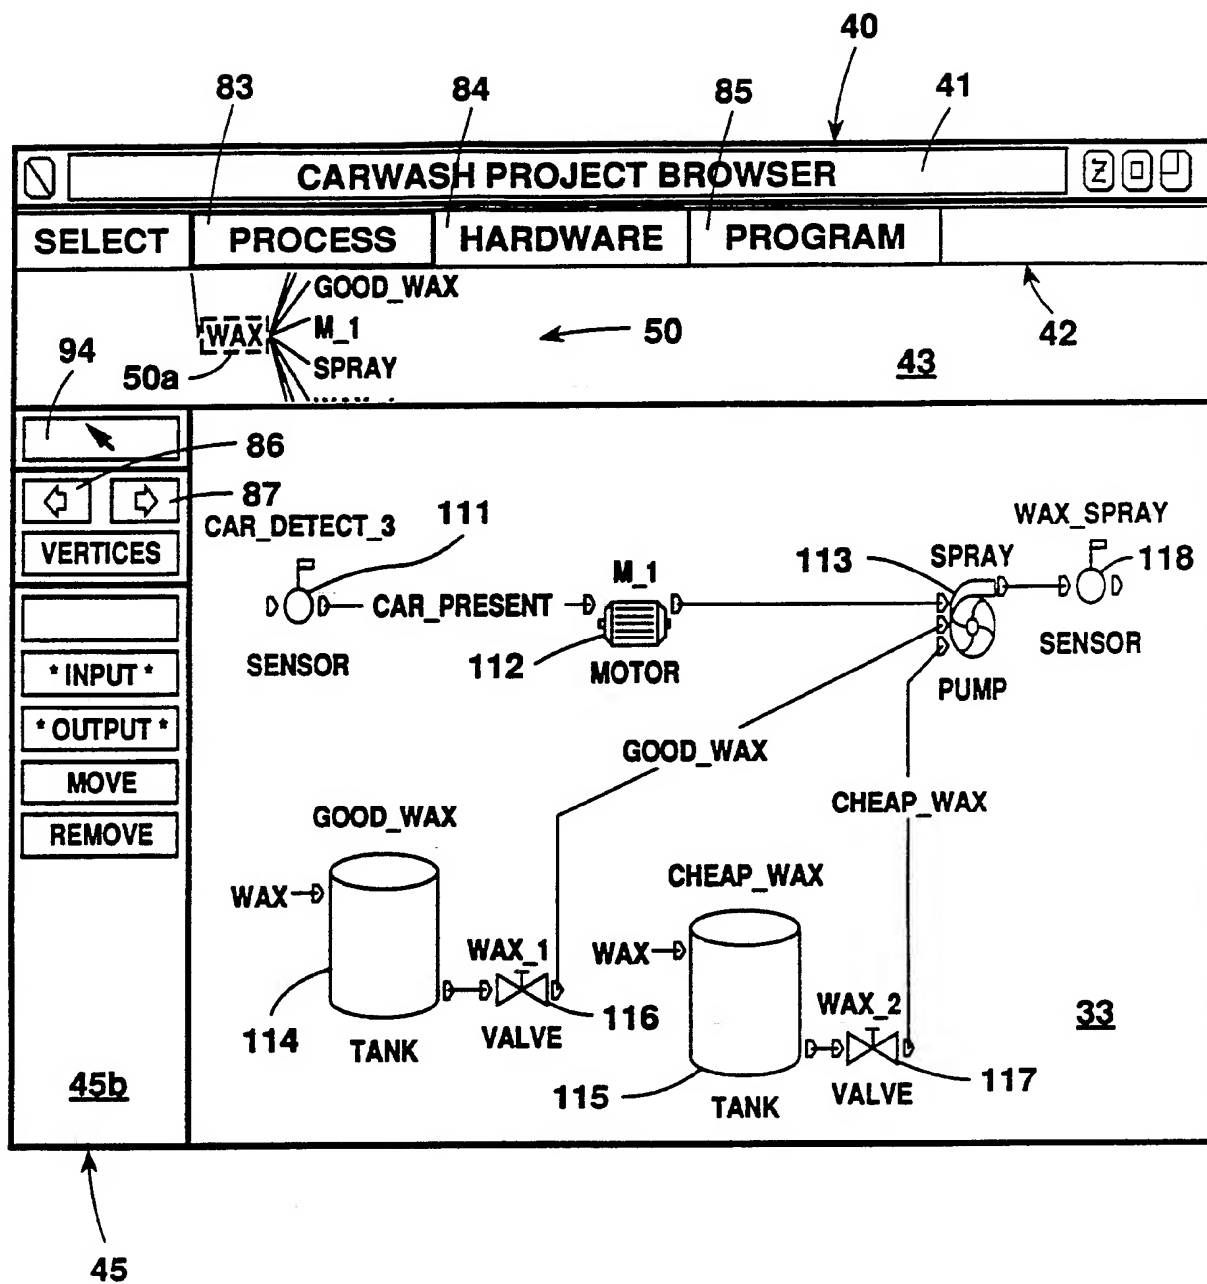 40
83
84
85
41
CARWASH PROJECT BROWSER
Z
SELECT
PROCESS
HARDWARE
PROGRAM
GOOD_WAX
WAX
M_1
SPRAY
50
42
43
94
50a
86
87
VERTICES
* INPUT *
* OUTPUT *
MOVE
REMOVE
45b
45
CAR_DETECT_3
111
SENSOR
CAR_PRESENT
M_1
112
MOTOR
113
SPRAY
PUMP
WAX_SPRAY
118
SENSOR
GOOD_WAX
CHEAP_WAX
GOOD_WAX
WAX
114
TANK
WAX_1
116
VALVE
CHEAP_WAX
WAX
115
TANK
WAX_2
117
VALVE
33